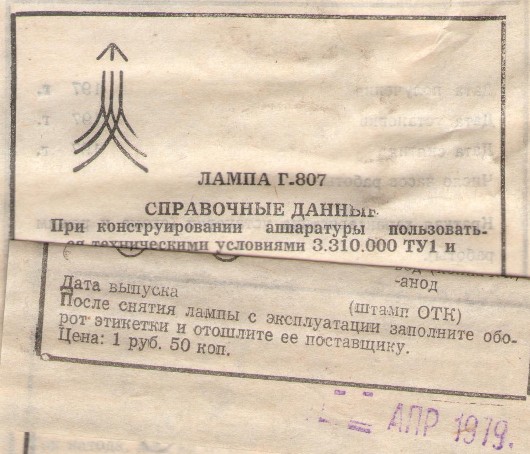 ЛАМПА Г-807
СПРАВОЧНЫЕ ДАННЫЕ
При конструировании аппаратуры пользовать-
ся техническими условиями 3.310.000 ТУ1 и
-анод
Дата выпуска
(штамп ОТК)
После снятия лампы с эксплуатации заполните обо-
рот этикетки и отошлите ее поставщику.
Цена: 1 руб. 50 коп.
АПР 1979.